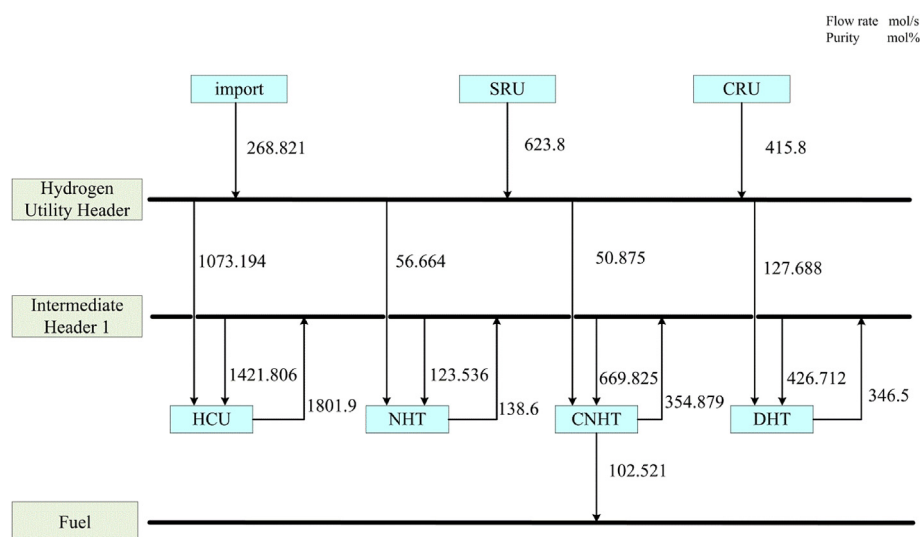 Flow rate mol/s
Purity mol%
import
SRU
CRU
268.821
623.8
415.8
Hydrogen
Utility Header
1073.194
56.664
50.875
127.688
Intermediate
Header 1
1421.806
1801.9
123.536
138.6
669.825
354.879
426.712
346.5
HCU
NHT
CNHT
DHT
102.521
Fuel